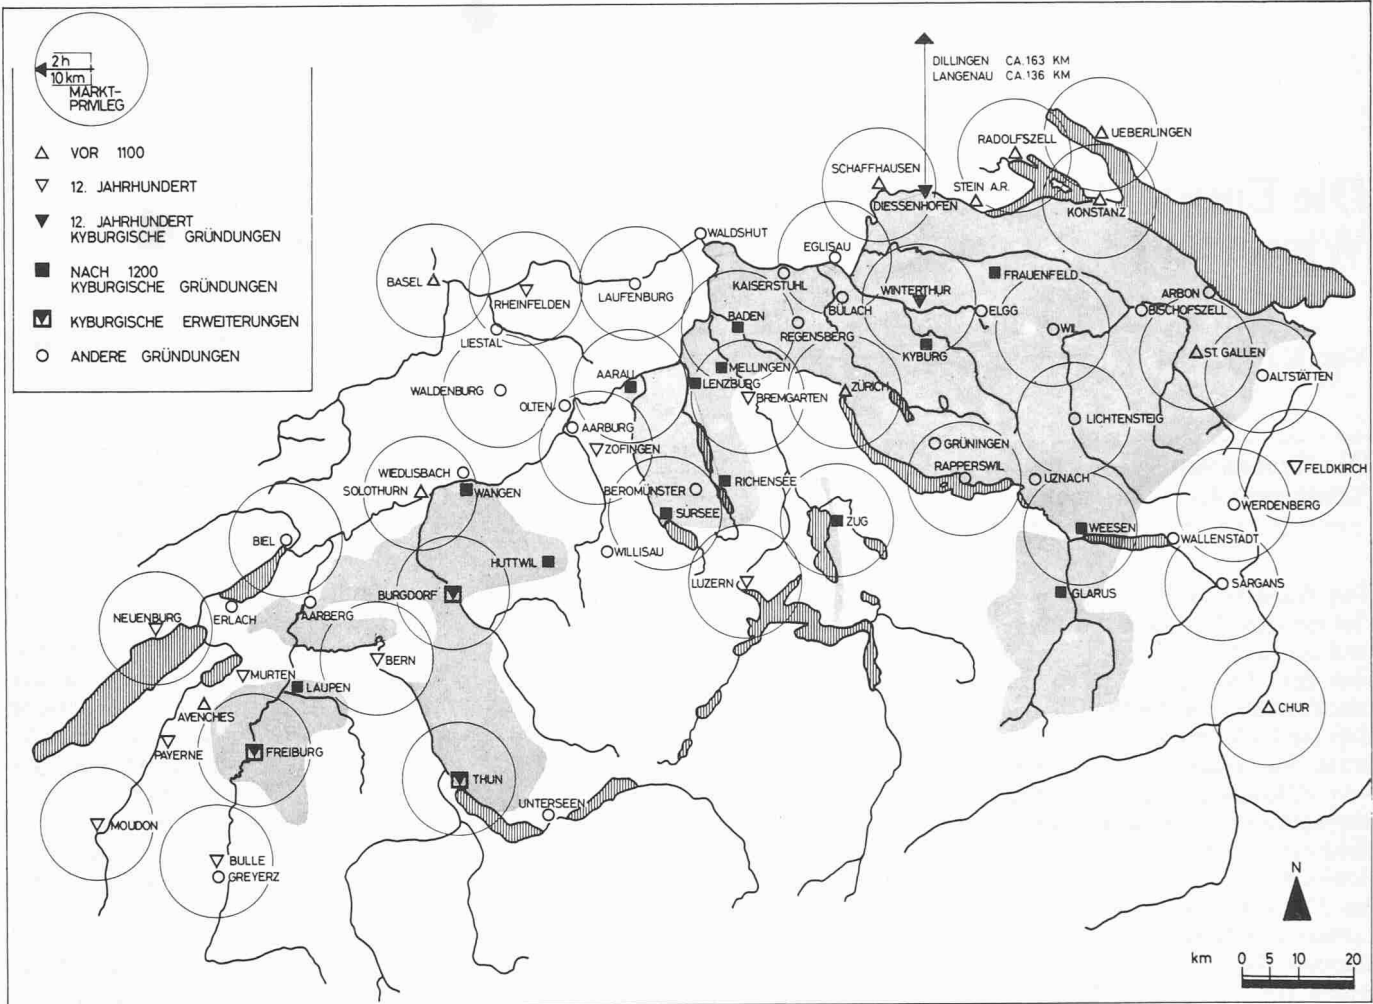 2h
10km
MARKT-
PRIVILEG
VOR 1100
12. JAHRHUNDERT
12. JAHRHUNDERT
KYBURGISCHE GRÜNDUNGEN
NACH 1200
KYBURGISCHE GRÜNDUNGEN
KYBURGISCHE ERWEITERUNGEN
ANDERE GRÜNDUNGEN
DILLINGEN CA.163 KM
LANGENAU CA.136 KM
UEBERLINGEN
RADOLFSZELL
SCHAFFHAUSEN
STEIN A.R.
DIESSENHOFEN
KONSTANZ
WALDSHUT
EGLISAU
BASEL
RHEINFELDEN
LAUFENBURG
KAISERSTUHL
WINTERTHUR
FRAUENFELD
ARBON
BÜLACH
ELGG
BISCHOFSZELL
LIESTAL
BADEN
REGENSBERG
WIL
KYBURG
ST. GALLEN
AARAU
MELLINGEN
LENZBURG
ALTSTÄTTEN
WALDENBURG
ZÜRICH
BREMGARTEN
OLTEN
LICHTENSTEIG
AARBURG
GRÜNINGEN
ZOFINGEN
RAPPERSWIL
FELDKIRCH
WIEDLISBACH
SOLOTHURN
WANGEN
BEROMÜNSTER
RICHENSEE
UZNACH
WERDENBERG
SÜRSEE
ZUG
WEESEN
WALLENSTADT
BIEL
WILLISAU
HUTTWIL
LUZERN
SARGANS
BURGDORF
GLARUS
NEUENBURG
ERLACH
AARBERG
BERN
MURTEN
LAUPEN
AVENCHES
CHUR
PAYERNE
FREIBURG
THUN
UNTERSEEN
MOUDON
BULLE
GREYERZ
N
km 0 5 10 20